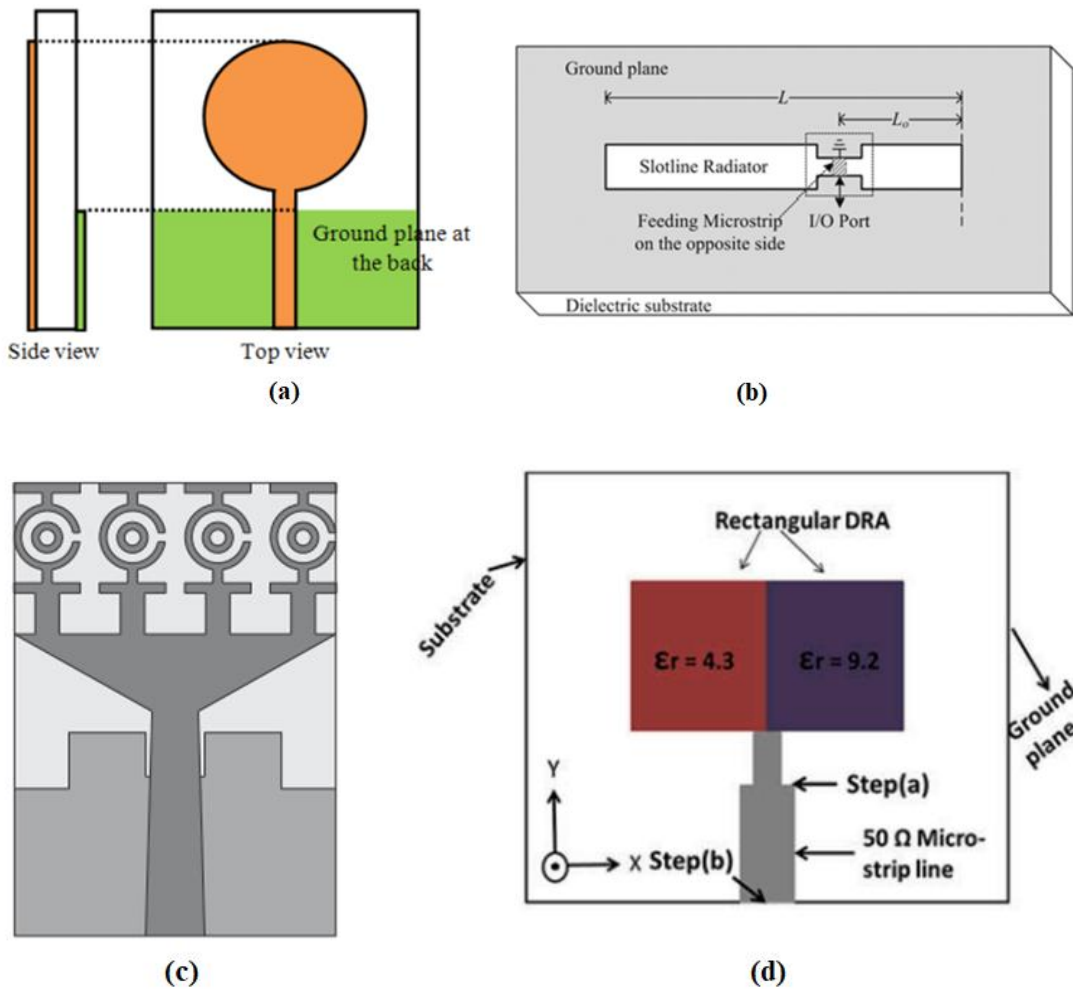 Ground plane at
the back
Side view
Top view
(a)
Ground plane
L
Lo
Slotline Radiator
Feeding Microstrip
on the opposite side
I/O Port
Dielectric substrate
(b)
(c)
Substrate
Rectangular DRA
Ɛr = 4.3
Ɛr = 9.2
Ground
plane
Step(a)
Y
X
Step(b)
50 Ω Micro-
strip line
(d)